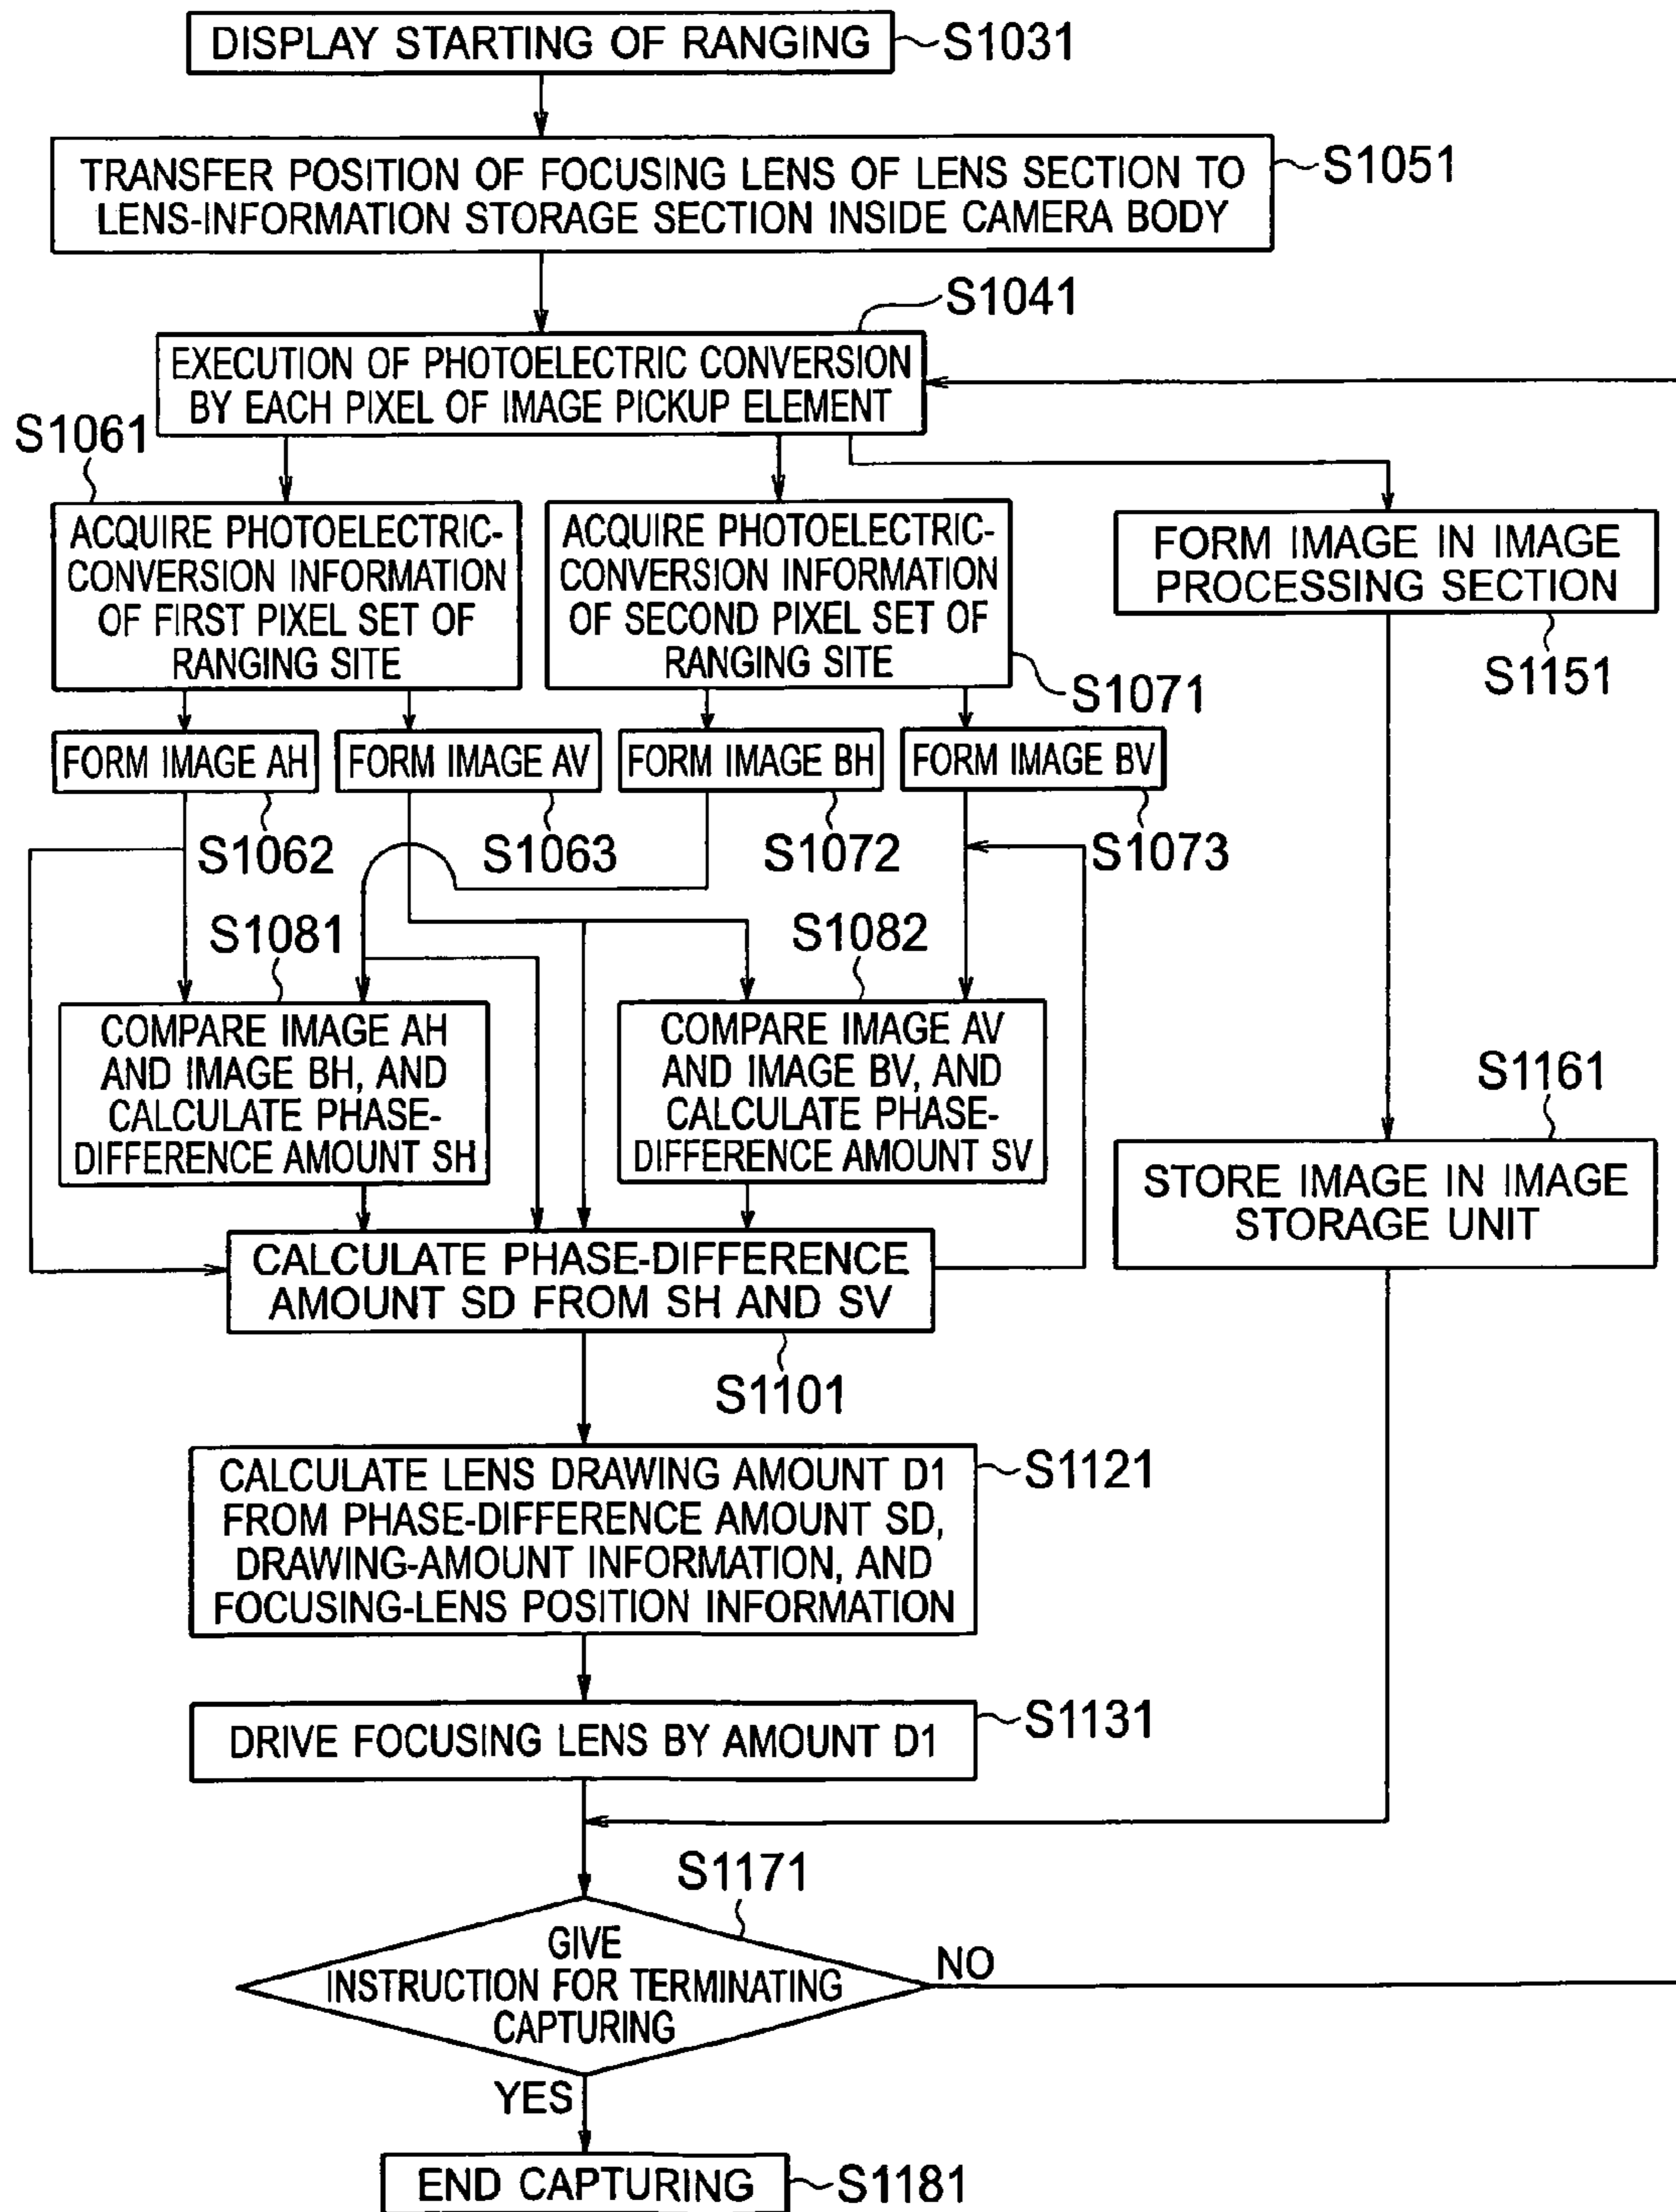 DISPLAY STARTING OF RANGING
S1031
TRANSFER POSITION OF FOCUSING LENS OF LENS SECTION TO
LENS-INFORMATION STORAGE SECTION INSIDE CAMERA BODY
S1051
S1041
EXECUTION OF PHOTOELECTRIC CONVERSION
BY EACH PIXEL OF IMAGE PICKUP ELEMENT
S1061
ACQUIRE PHOTOELECTRIC-
CONVERSION INFORMATION
OF FIRST PIXEL SET OF
RANGING SITE
ACQUIRE PHOTOELECTRIC-
CONVERSION INFORMATION
OF SECOND PIXEL SET OF
RANGING SITE
S1071
FORM IMAGE IN IMAGE
PROCESSING SECTION
S1151
FORM IMAGE AH
FORM IMAGE AV
FORM IMAGE BH
FORM IMAGE BV
S1062
S1063
S1072
S1073
S1081
S1082
COMPARE IMAGE AH
AND IMAGE BH, AND
CALCULATE PHASE-
DIFFERENCE AMOUNT SH
COMPARE IMAGE AV
AND IMAGE BV, AND
CALCULATE PHASE-
DIFFERENCE AMOUNT SV
S1161
STORE IMAGE IN IMAGE
STORAGE UNIT
CALCULATE PHASE-DIFFERENCE
AMOUNT SD FROM SH AND SV
S1101
CALCULATE LENS DRAWING AMOUNT D1
FROM PHASE-DIFFERENCE AMOUNT SD,
DRAWING-AMOUNT INFORMATION, AND
FOCUSING-LENS POSITION INFORMATION
S1121
DRIVE FOCUSING LENS BY AMOUNT D1
S1131
S1171
GIVE
INSTRUCTION FOR TERMINATING
CAPTURING
NO
YES
END CAPTURING
S1181